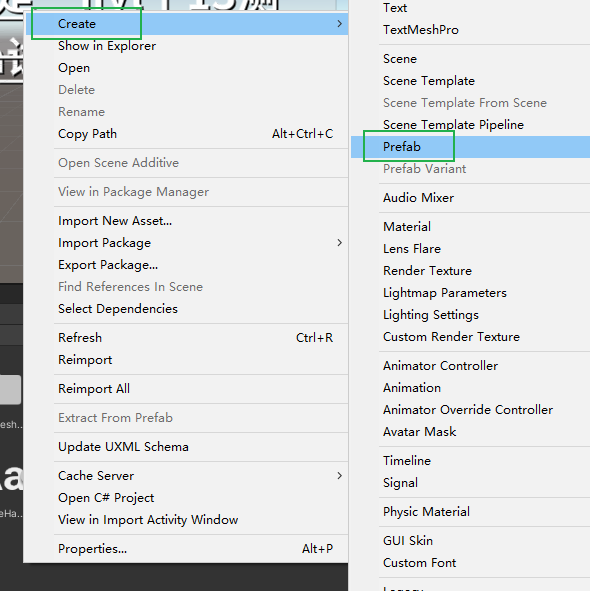 Create
Show in Explorer
Open
Delete
Rename
Copy Path Alt+Ctrl+C
Open Scene Additive
View in Package Manager
Import New Asset...
Import Package
Export Package...
Find References In Scene
Select Dependencies
Refresh Ctrl+R
Reimport
Reimport All
Extract From Prefab
Update UXML Schema
Cache Server
Open C# Project
View in Import Activity Window
Properties... Alt+P
Text
TextMeshPro
Scene
Scene Template
Scene Template From Scene
Scene Template Pipeline
Prefab
Prefab Variant
Audio Mixer
Material
Lens Flare
Render Texture
Lightmap Parameters
Lighting Settings
Custom Render Texture
Animator Controller
Animation
Animator Override Controller
Avatar Mask
Timeline
Signal
Physic Material
GUI Skin
Custom Font